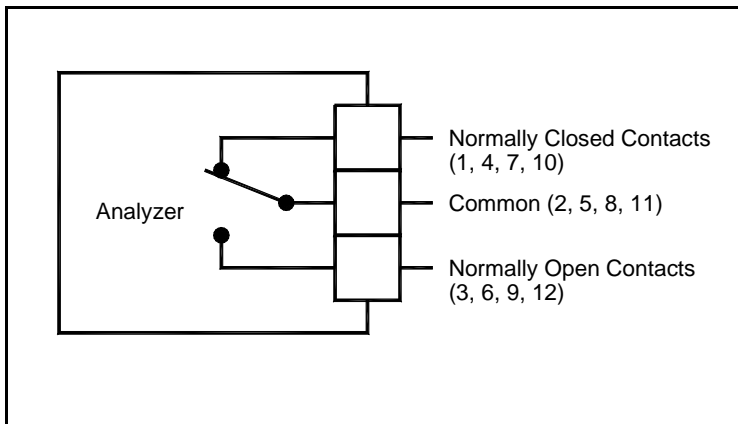 Normally Closed Contacts
(1, 4, 7, 10)
Analyzer
Common (2, 5, 8, 11)
Normally Open Contacts
(3, 6, 9, 12)